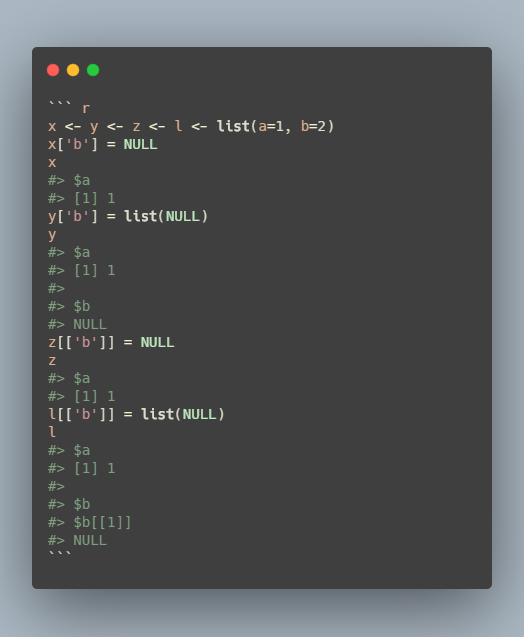 ``` r
x <- y <- z <- l <- list(a=1, b=2)
x['b'] = NULL
x
#> $a
#> [1] 1
y['b'] = list(NULL)
y
#> $a
#> [1] 1
#>
#> $b
#> NULL
z[['b']] = NULL
z
#> $a
#> [1] 1
l[['b']] = list(NULL)
l
#> $a
#> [1] 1
#>
#> $b
#> $b[[1]]
#> NULL
```